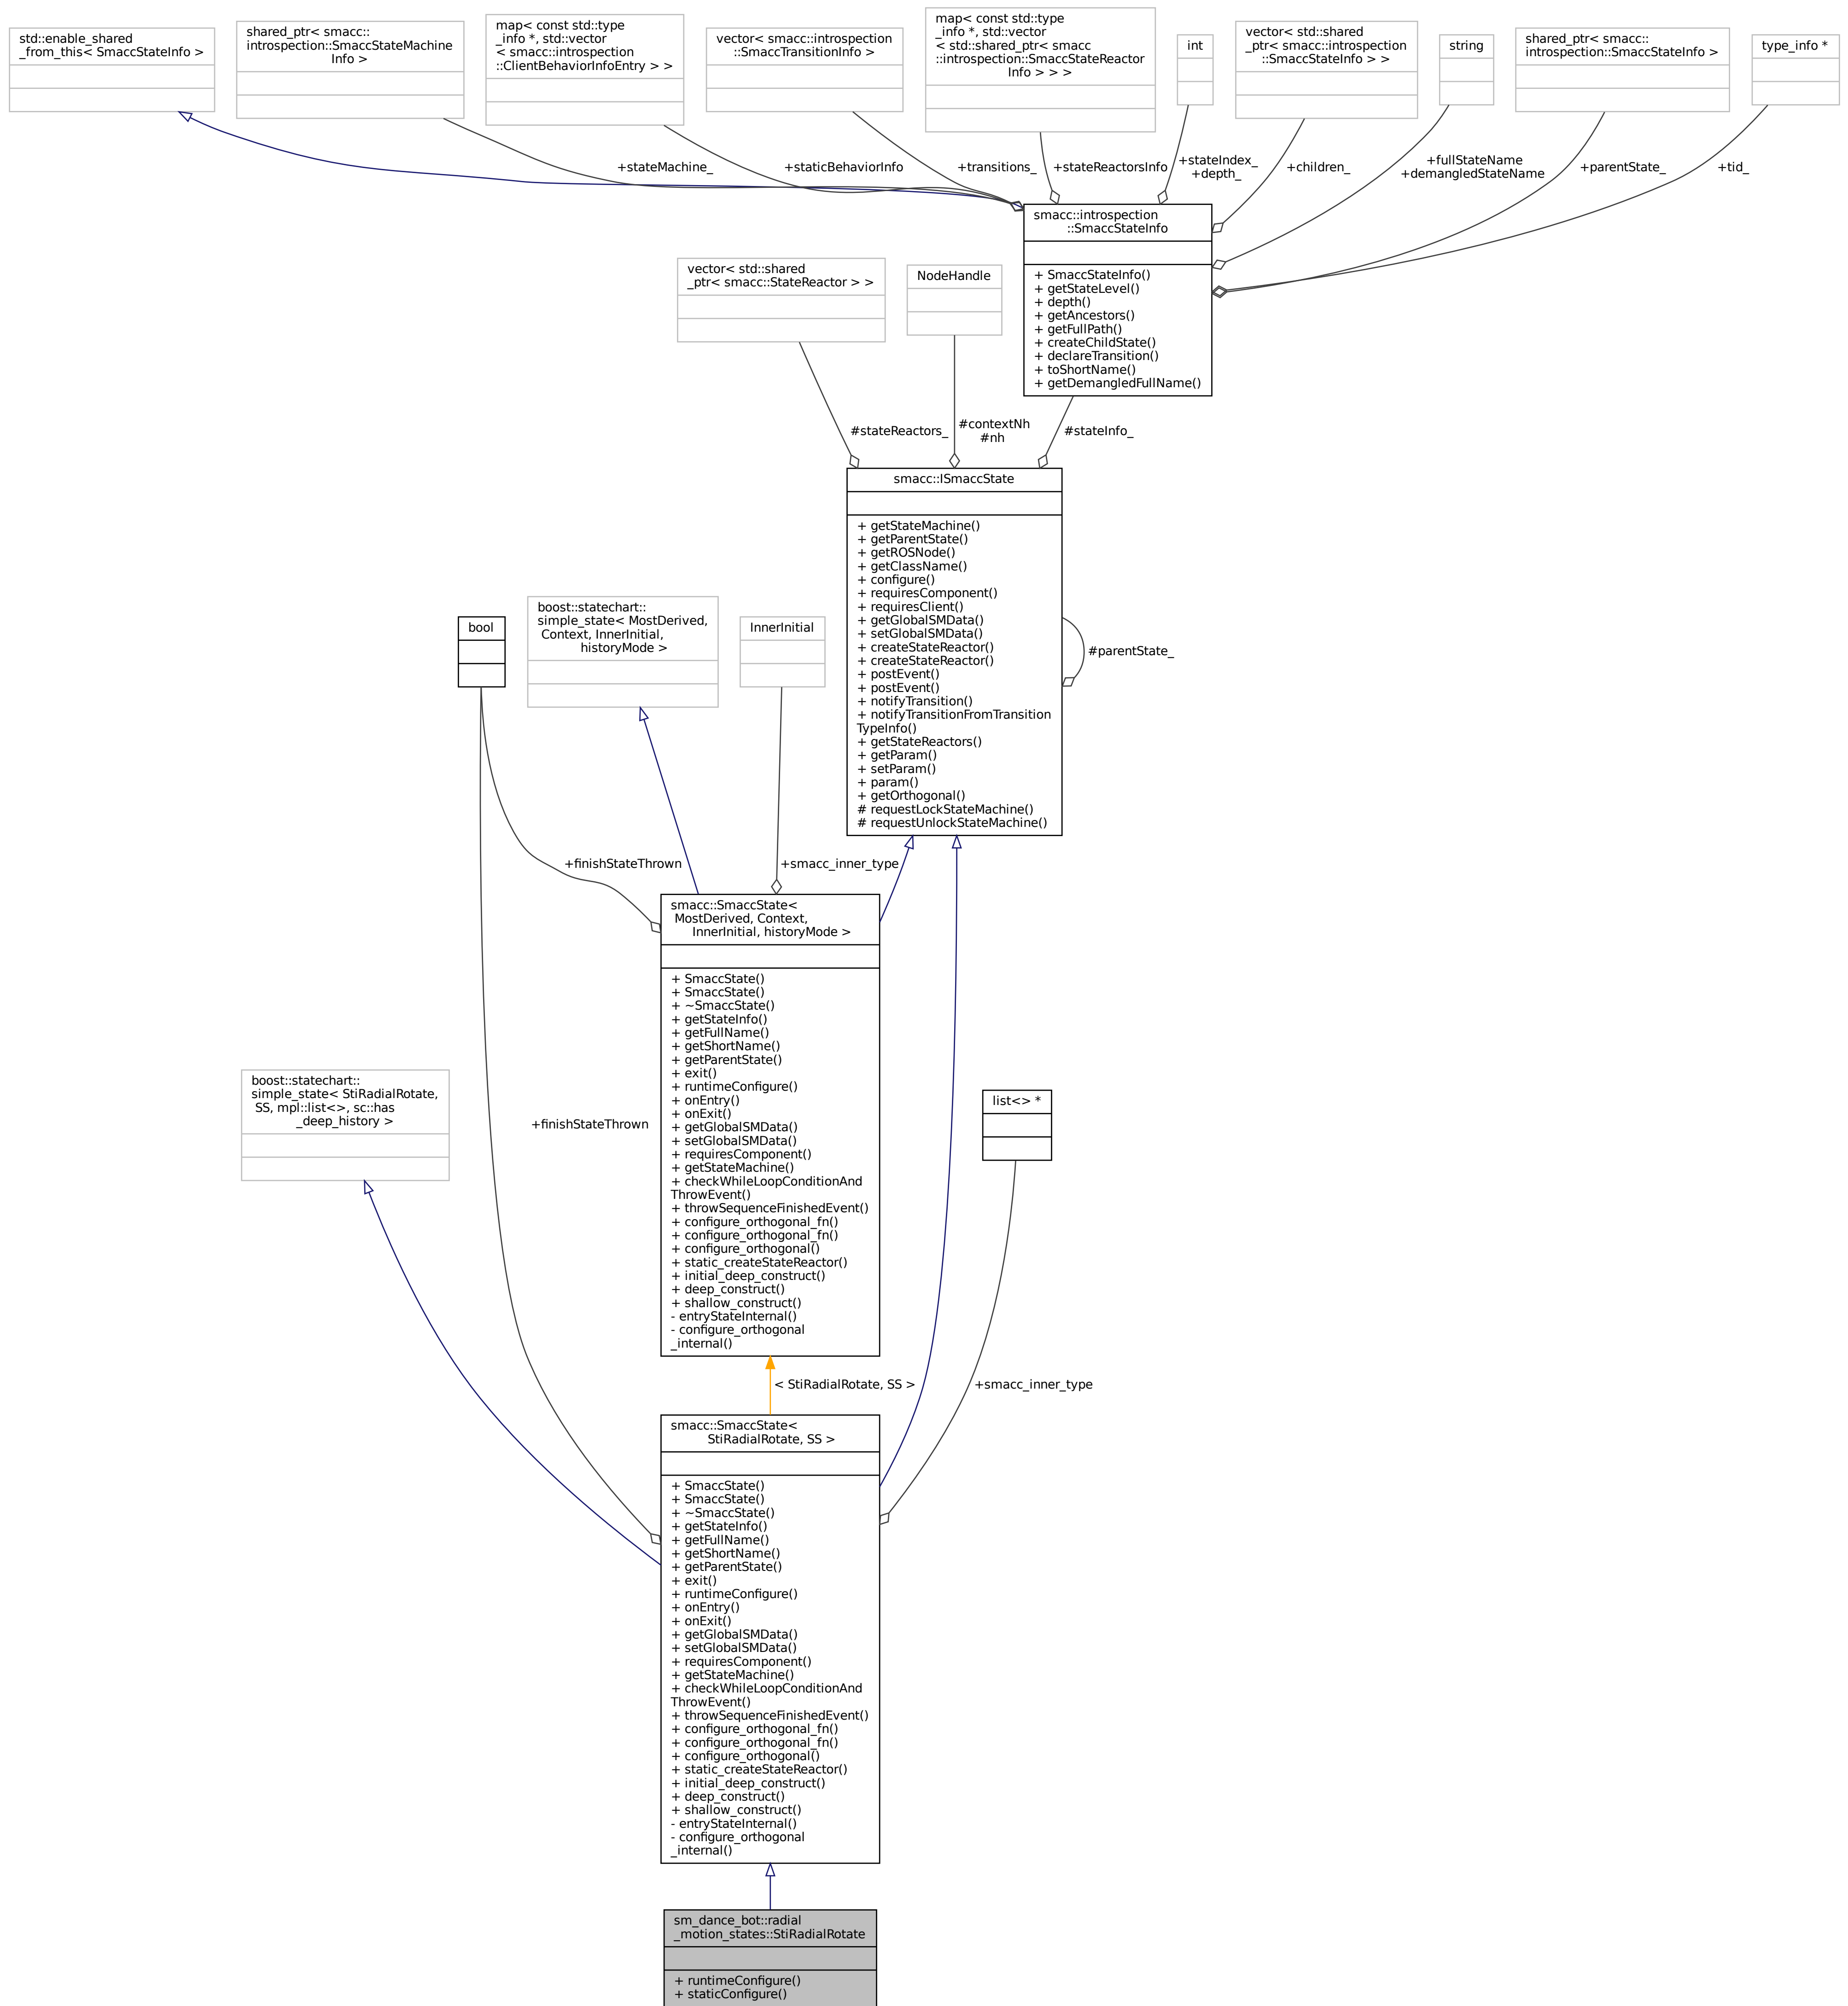 std::enable_shared
_from_this< SmaccStateInfo >
shared_ptr< smacc::
introspection::SmaccStateMachine
Info >
map< const std::type
_info *, std::vector
< smacc::introspection
::ClientBehaviorInfoEntry > >
vector< smacc::introspection
::SmaccTransitionInfo >
map< const std::type
_info *, std::vector
< std::shared_ptr< smacc
::introspection::SmaccStateReactor
Info > > >
int
vector< std::shared
_ptr< smacc::introspection
::SmaccStateInfo > >
string
shared_ptr< smacc::
introspection::SmaccStateInfo >
type_info *
+stateMachine_
+staticBehaviorInfo
+transitions_
+stateReactorsInfo
+stateIndex_
+depth_
+children_
+fullStateName
+demangledStateName
+parentState_
+tid_
smacc::introspection
::SmaccStateInfo
+ SmaccStateInfo()
+ getStateLevel()
+ depth()
+ getAncestors()
+ getFullPath()
+ createChildState()
+ declareTransition()
+ toShortName()
+ getDemangledFullName()
vector< std::shared
_ptr< smacc::StateReactor > >
NodeHandle
#stateReactors_
#contextNh
#nh
#stateInfo_
smacc::ISmaccState
+ getStateMachine()
+ getParentState()
+ getROSNode()
+ getClassName()
+ configure()
+ requiresComponent()
+ requiresClient()
+ getGlobalSMData()
+ setGlobalSMData()
+ createStateReactor()
+ createStateReactor()
+ postEvent()
+ postEvent()
+ notifyTransition()
+ notifyTransitionFromTransition
TypeInfo()
+ getStateReactors()
+ getParam()
+ setParam()
+ param()
+ getOrthogonal()
# requestLockStateMachine()
# requestUnlockStateMachine()
#parentState_
bool
boost::statechart::
simple_state< MostDerived,
Context, InnerInitial,
historyMode >
InnerInitial
+finishStateThrown
+smacc_inner_type
smacc::SmaccState<
MostDerived, Context,
InnerInitial, historyMode >
+ SmaccState()
+ SmaccState()
+ ~SmaccState()
+ getStateInfo()
+ getFullName()
+ getShortName()
+ getParentState()
+ exit()
+ runtimeConfigure()
+ onEntry()
+ onExit()
+ getGlobalSMData()
+ setGlobalSMData()
+ requiresComponent()
+ getStateMachine()
+ checkWhileLoopConditionAnd
ThrowEvent()
+ throwSequenceFinishedEvent()
+ configure_orthogonal_fn()
+ configure_orthogonal_fn()
+ configure_orthogonal()
+ static_createStateReactor()
+ initial_deep_construct()
+ deep_construct()
+ shallow_construct()
- entryStateInternal()
- configure_orthogonal
_internal()
boost::statechart::
simple_state< StiRadialRotate,
SS, mpl::list<>, sc::has
_deep_history >
+finishStateThrown
list<> *
< StiRadialRotate, SS >
+smacc_inner_type
smacc::SmaccState<
StiRadialRotate, SS >
+ SmaccState()
+ SmaccState()
+ ~SmaccState()
+ getStateInfo()
+ getFullName()
+ getShortName()
+ getParentState()
+ exit()
+ runtimeConfigure()
+ onEntry()
+ onExit()
+ getGlobalSMData()
+ setGlobalSMData()
+ requiresComponent()
+ getStateMachine()
+ checkWhileLoopConditionAnd
ThrowEvent()
+ throwSequenceFinishedEvent()
+ configure_orthogonal_fn()
+ configure_orthogonal_fn()
+ configure_orthogonal()
+ static_createStateReactor()
+ initial_deep_construct()
+ deep_construct()
+ shallow_construct()
- entryStateInternal()
- configure_orthogonal
_internal()
sm_dance_bot::radial
_motion_states::StiRadialRotate
+ runtimeConfigure()
+ staticConfigure()